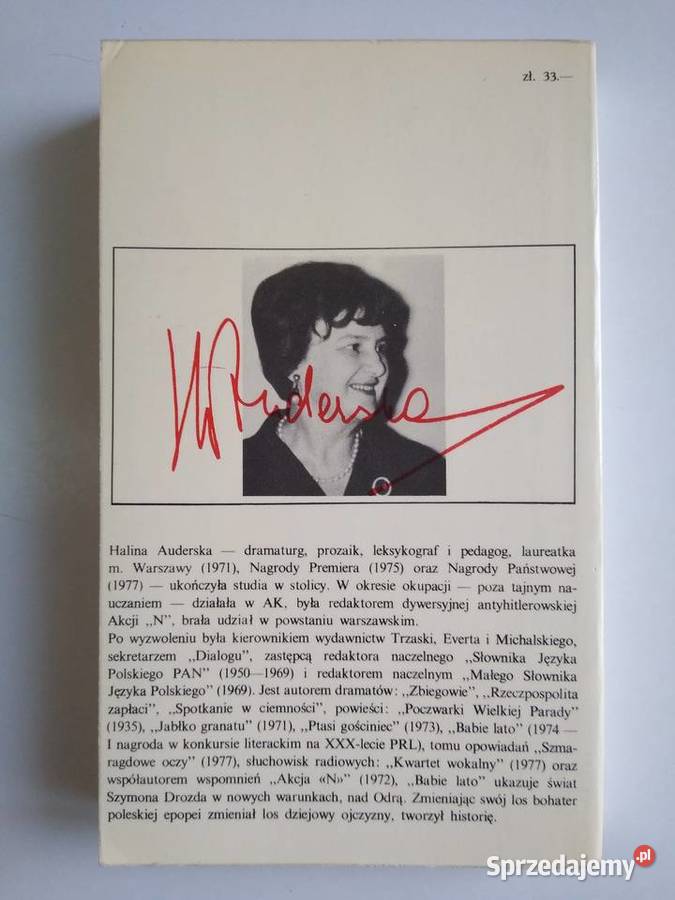 zł. 33.—
H Auderska
Halina Auderska — dramaturg, prozaik, leksykograf i pedagog, laureatka
m. Warszawy (1971), Nagrody Premiera (1975) oraz Nagrody Państwowej
(1977) — ukończyła studia w stolicy. W okresie okupacji — poza tajnym na-
uczaniem — działała w AK, była redaktorem dywersyjnej antyhitlerowskiej
Akcji „N”, brała udział w powstaniu warszawskim.
Po wyzwoleniu była kierownikiem wydawnictw Trzaski, Everta i Michalskiego,
sekretarzem „Dialogu”, zastępcą redaktora naczelnego „Słownika Języka
Polskiego PAN” (1950—1969) i redaktorem naczelnym „Małego Słownika
Języka Polskiego” (1969). Jest autorem dramatów: „Zbiegowie”, „Rzeczpospolita
zapłaci”, „Spotkanie w ciemności”, powieści: „Poczwarki Wielkiej Parady”
(1935), „Jabłko granatu” (1971), „Ptasi gościniec” (1973), „Babie lato” (1974 —
I nagroda w konkursie literackim na XXX-lecie PRL), tomu opowiadań „Szma-
ragdowe oczy” (1977), słuchowisk radiowych: „Kwartet wokalny” (1977) oraz
współautorem wspomnień „Akcja «N»” (1972), „Babie lato” ukazuje świat
Szymona Drozda w nowych warunkach, nad Odrą. Zmieniając swój los bohater
poleskiej epopei zmieniał los dziejowy ojczyzny, tworzył historię.
Sprzedajemy.pl